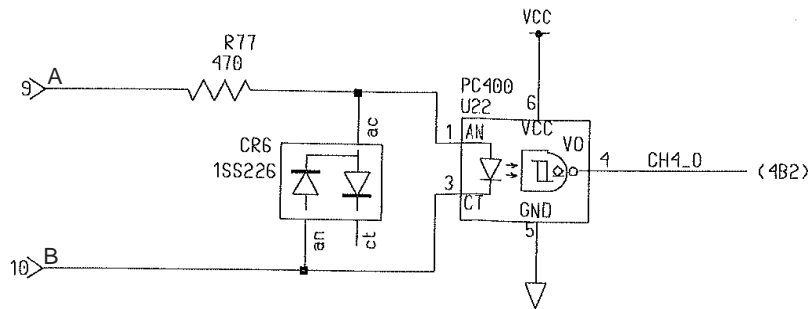 VCC
R77
470
9 A
PC400
U22
6
VCC
1 AN
VO
ac
CR6
1SS226
4 CH4_O (4B2)
3
CT
GND
5
an
ct
10 B